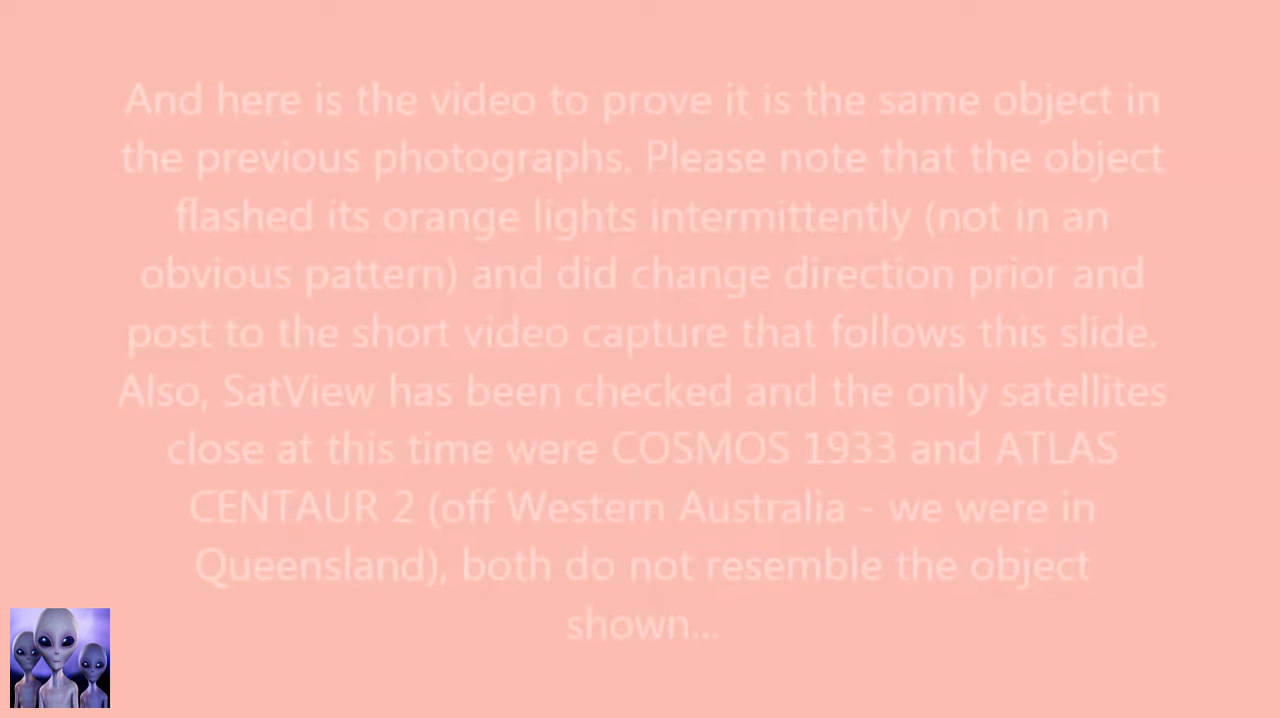 And here is the video to prove it is the same object in
the previous photographs. Please note that the object
flashed its orange lights intermittently (not in an
obvious pattern) and did change direction prior and
post to the short video capture that follows this slide.
Also, SatView has been checked and the only satellites
close at this time were COSMOS 1933 and ATLAS
CENTAUR 2 (off Western Australia - we were in
Queensland), both do not resemble the object
shown...